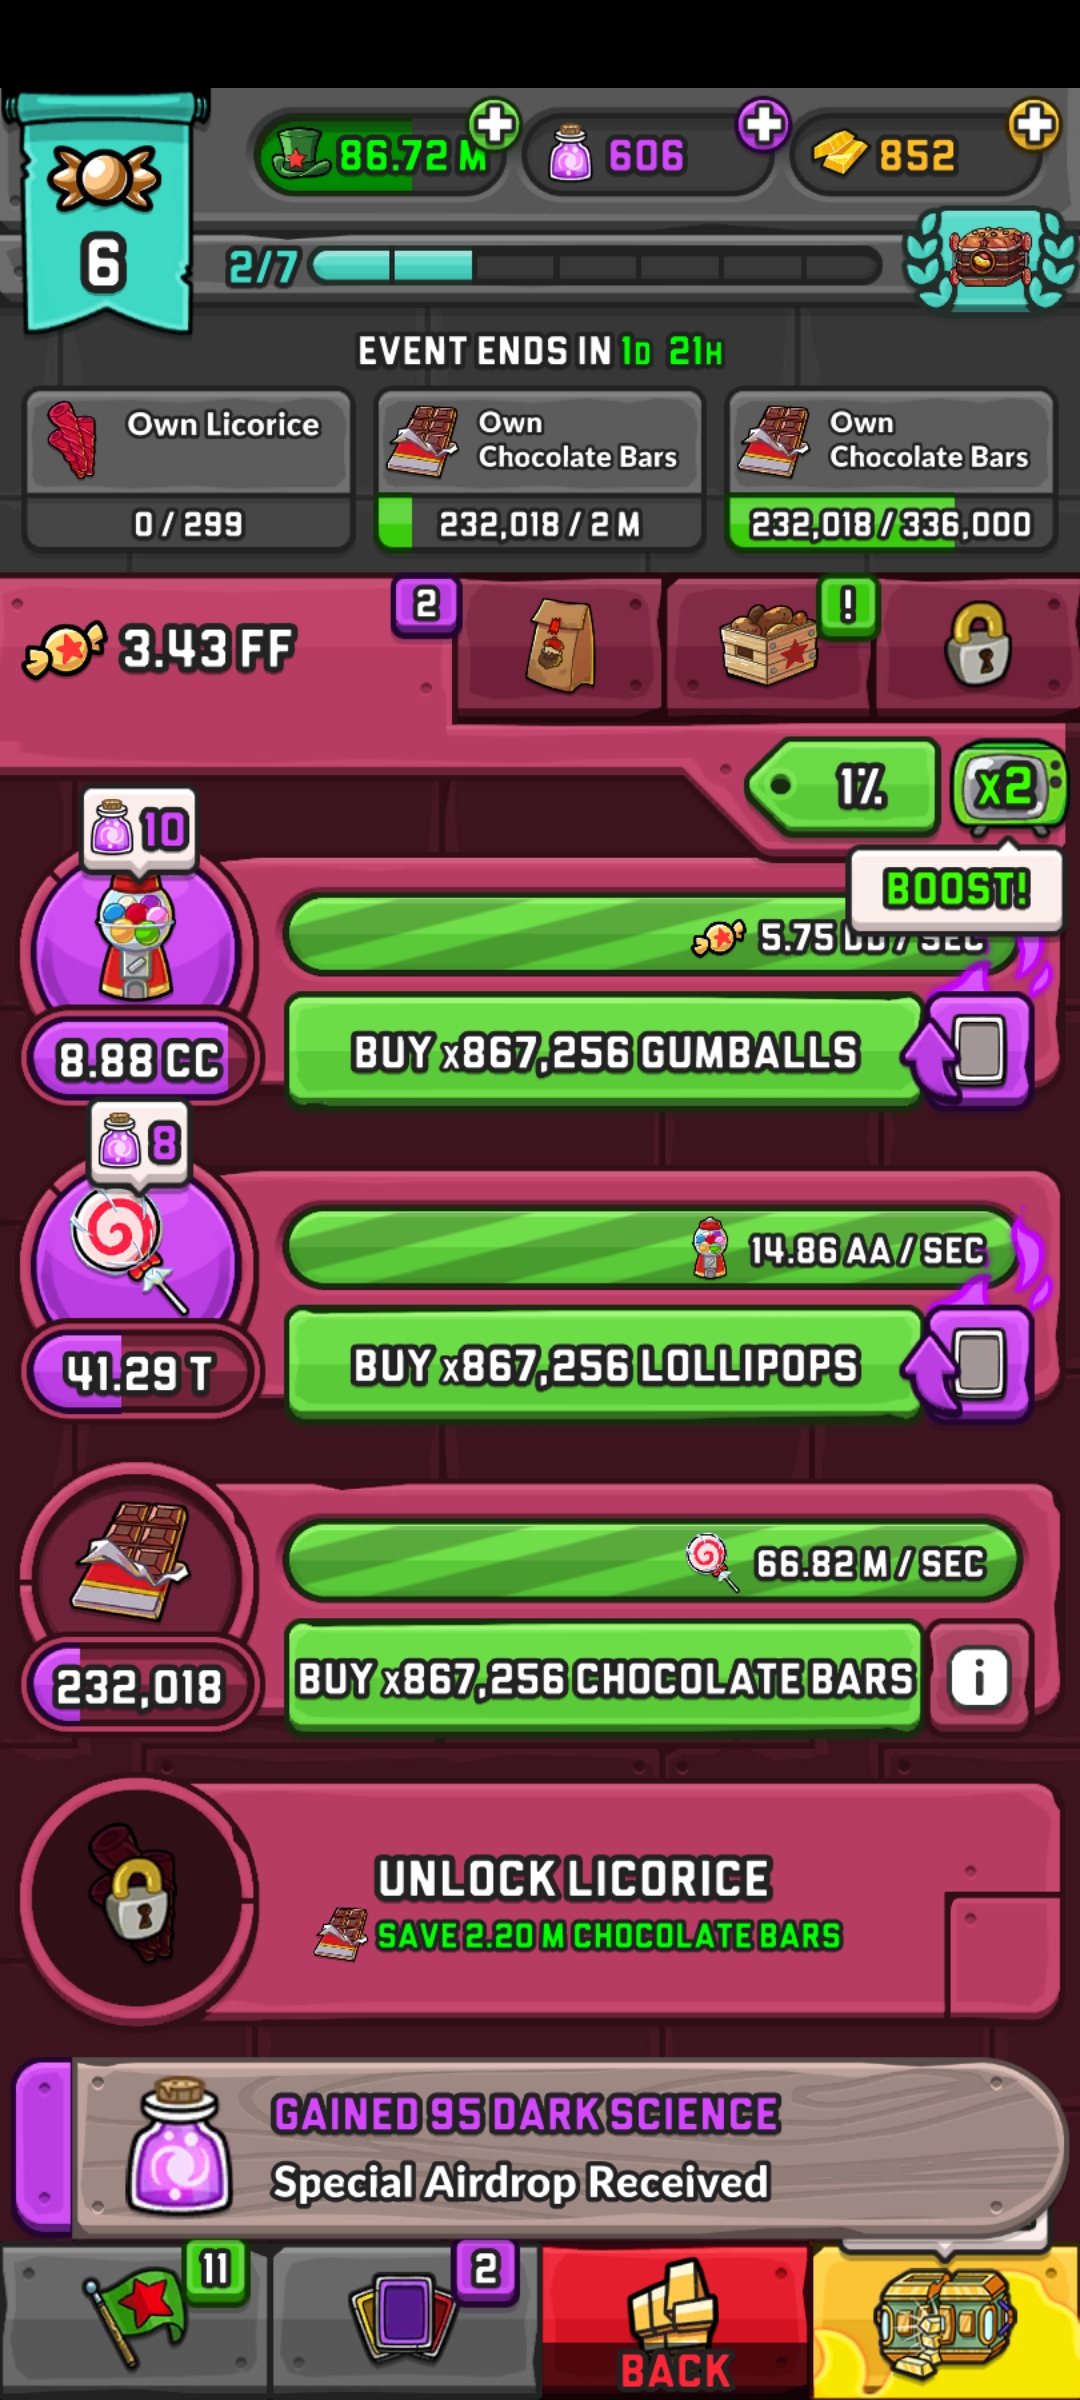 86.72 M
606
852
6
2/7
EVENT ENDS IN 1D 21H
Own Licorice
0 / 299
Own
Chocolate Bars
232,018 / 2 M
Own
Chocolate Bars
232,018 / 336,000
3.43 FF
2
!
1%
x2
BOOST!
10
5.75 DD / SEC
8.88 CC
BUY x867,256 GUMBALLS
8
14.86 AA / SEC
41.29 T
BUY x867,256 LOLLIPOPS
66.82 M / SEC
232,018
BUY x867,256 CHOCOLATE BARS
i
UNLOCK LICORICE
SAVE 2.20 M CHOCOLATE BARS
GAINED 95 DARK SCIENCE
Special Airdrop Received
11
2
BACK